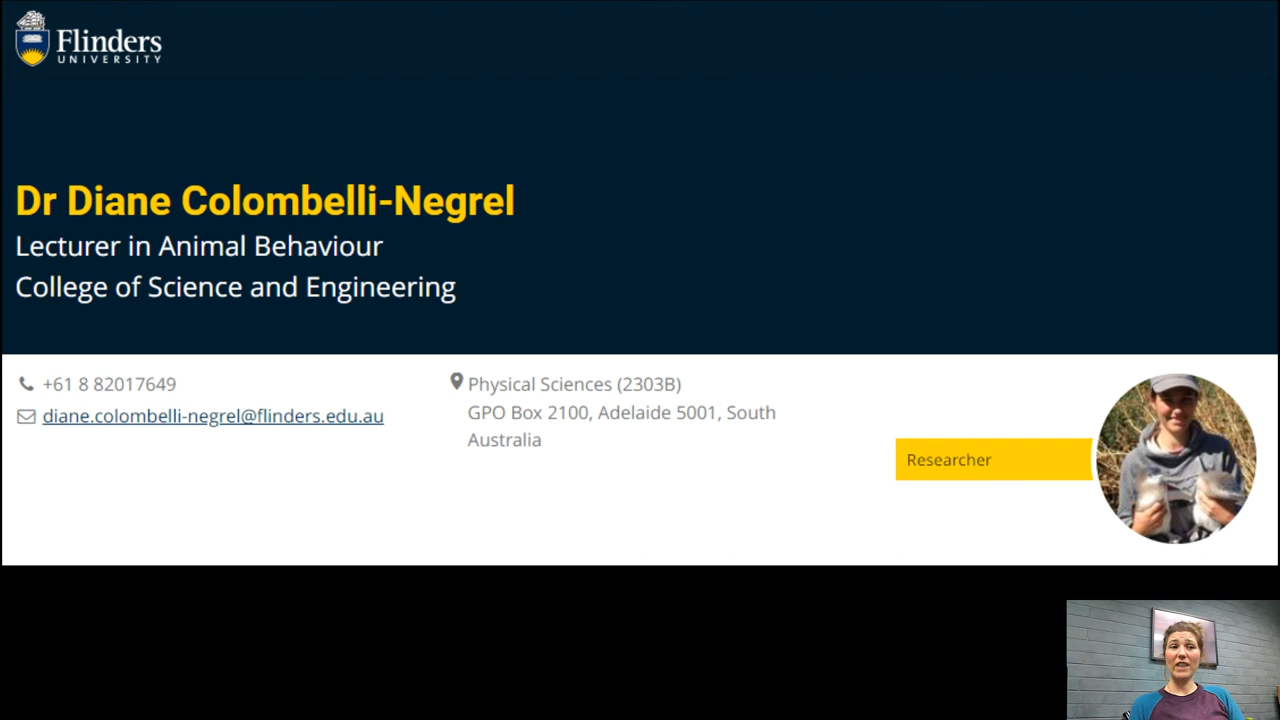 Flinders
UNIVERSITY
Dr Diane Colombelli-Negrel
Lecturer in Animal Behaviour
College of Science and Engineering
+61 8 82017649
diane.colombelli-negrel@flinders.edu.au
Physical Sciences (2303B)
GPO Box 2100, Adelaide 5001, South
Australia
Researcher